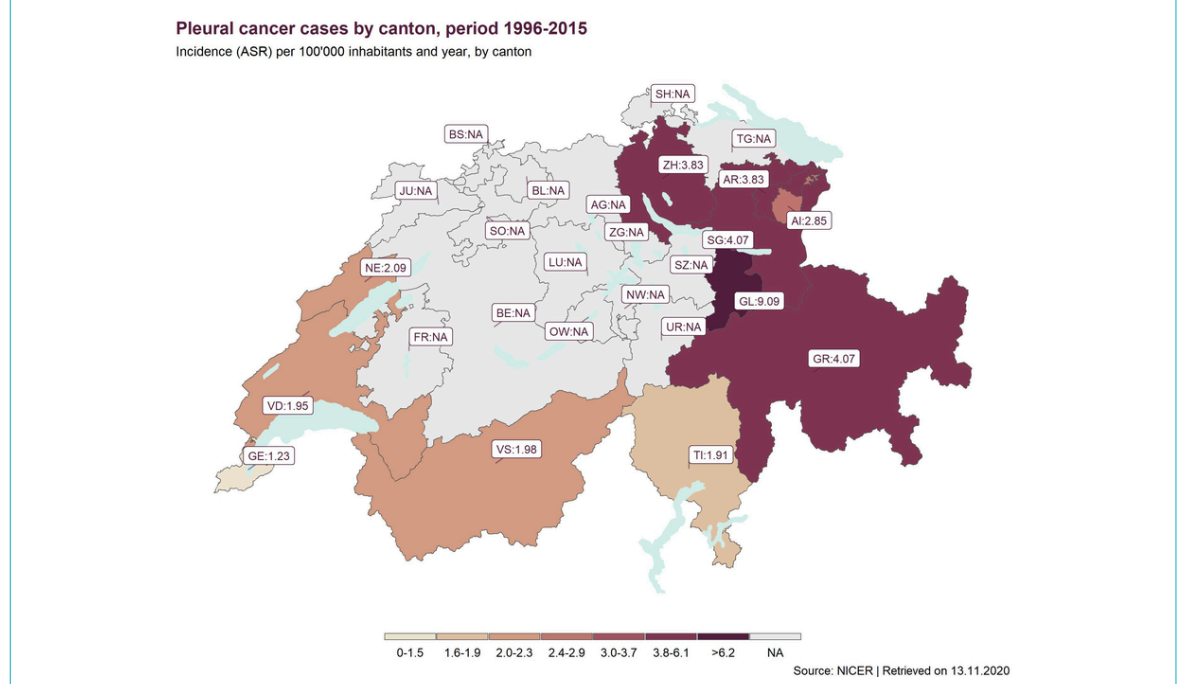 Pleural cancer cases by canton, period 1996-2015
Incidence (ASR) per 100'000 inhabitants and year, by canton
SH:NA
BS:NA
TG:NA
ZH:3.83
AR:3.83
JU:NA
BL:NA
AG:NA
AI:2.85
SO:NA
ZG:NA
SG:4.07
NE:2.09
LU:NA
SZ:NA
NW:NA
GL:9.09
BE:NA
OW:NA
UR:NA
FR:NA
GR:4.07
VD:1.95
GE:1.23
VS:1.98
TI:1.91
0-1.5 1.6-1.9 2.0-2.3 2.4-2.9 3.0-3.7 3.8-6.1 >6.2 NA
Source: NICER | Retrieved on 13.11.2020